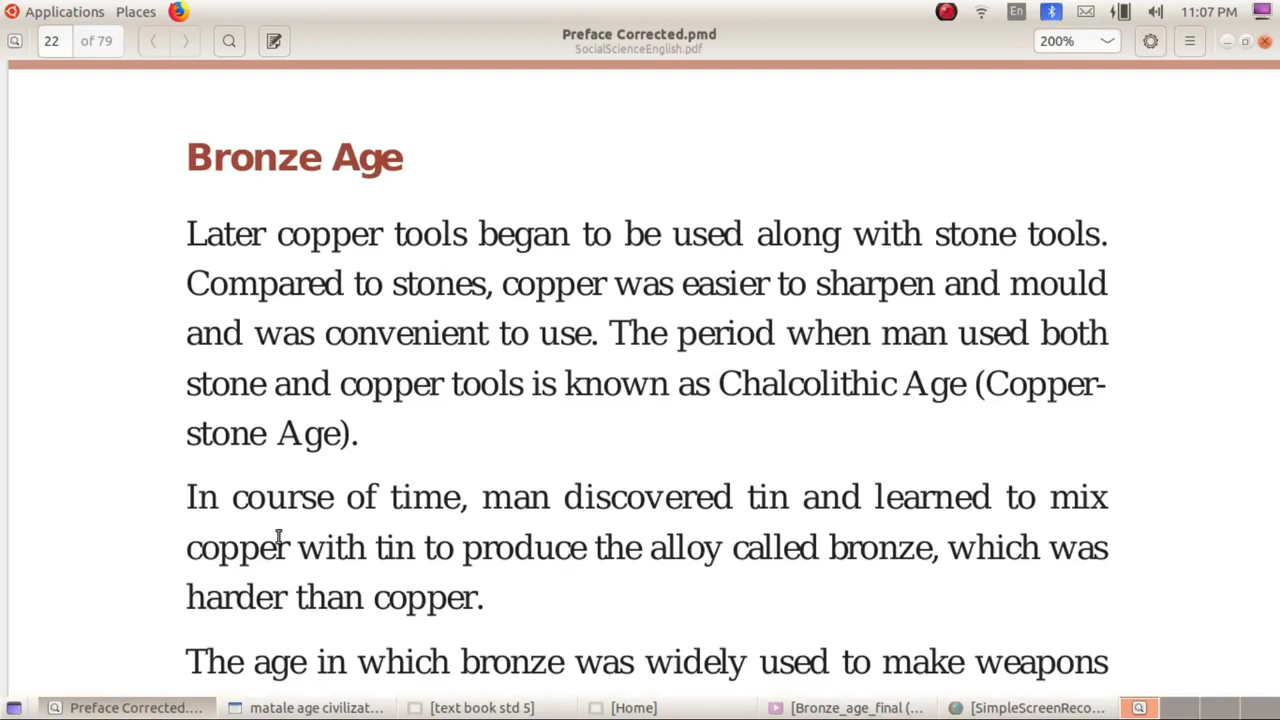 Applications Places En 11:07 PM
22 of 79 Preface Corrected.pmd 200%
SocialScienceEnglish.pdf
Bronze Age
Later copper tools began to be used along with stone tools.
Compared to stones, copper was easier to sharpen and mould
and was convenient to use. The period when man used both
stone and copper tools is known as Chalcolithic Age (Copper-
stone Age).
In course of time, man discovered tin and learned to mix
copper with tin to produce the alloy called bronze, which was
harder than copper.
The age in which bronze was widely used to make weapons
Preface Corrected.... matale age civilizat... [text book std 5] [Home] [Bronze_age_final (... [SimpleScreenReco...